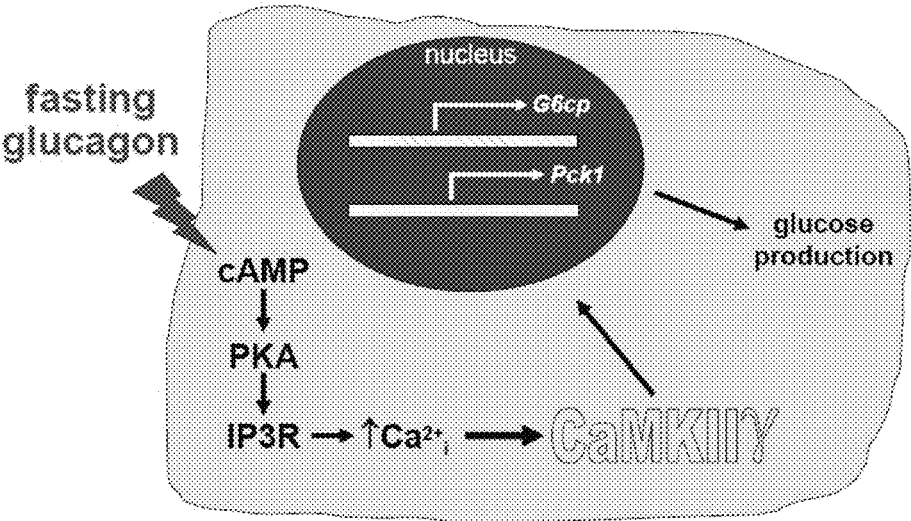 nucleus
fasting
glucagon
G6cp
Pck1
glucose
production
cAMP
PKA
IP3R
↑Ca²⁺ᵢ
CaMKIIγ